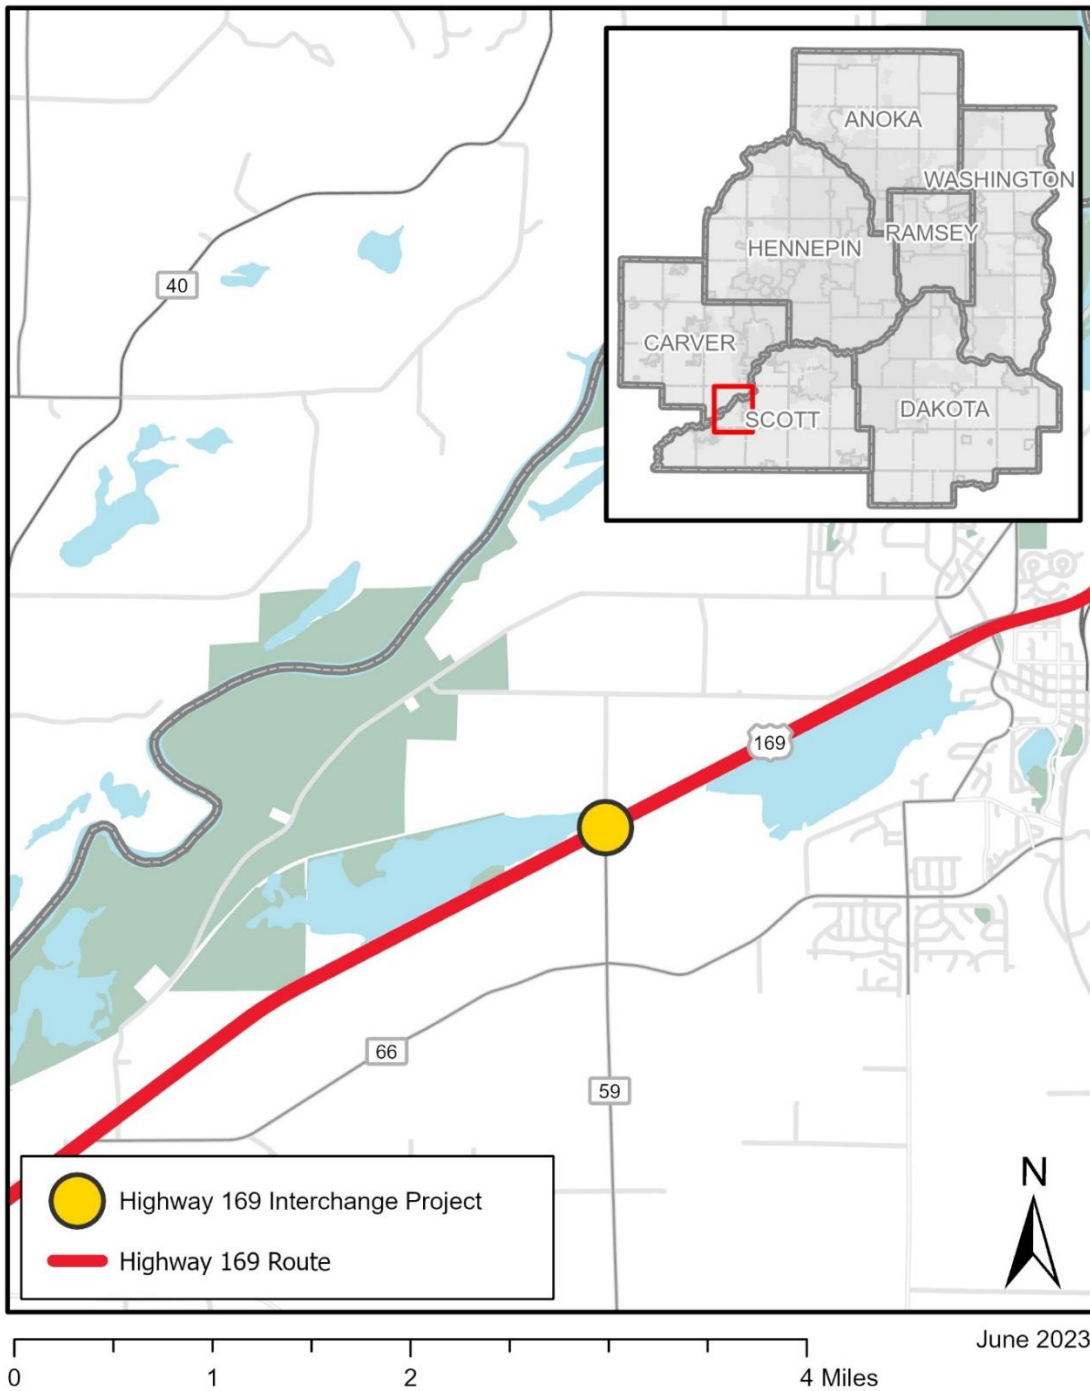 ANOKA
WASHINGTON
RAMSEY
HENNEPIN
CARVER
SCOTT
DAKOTA
40
169
66
59
N
Highway 169 Interchange Project
Highway 169 Route
June 2023
0 1 2 4 Miles